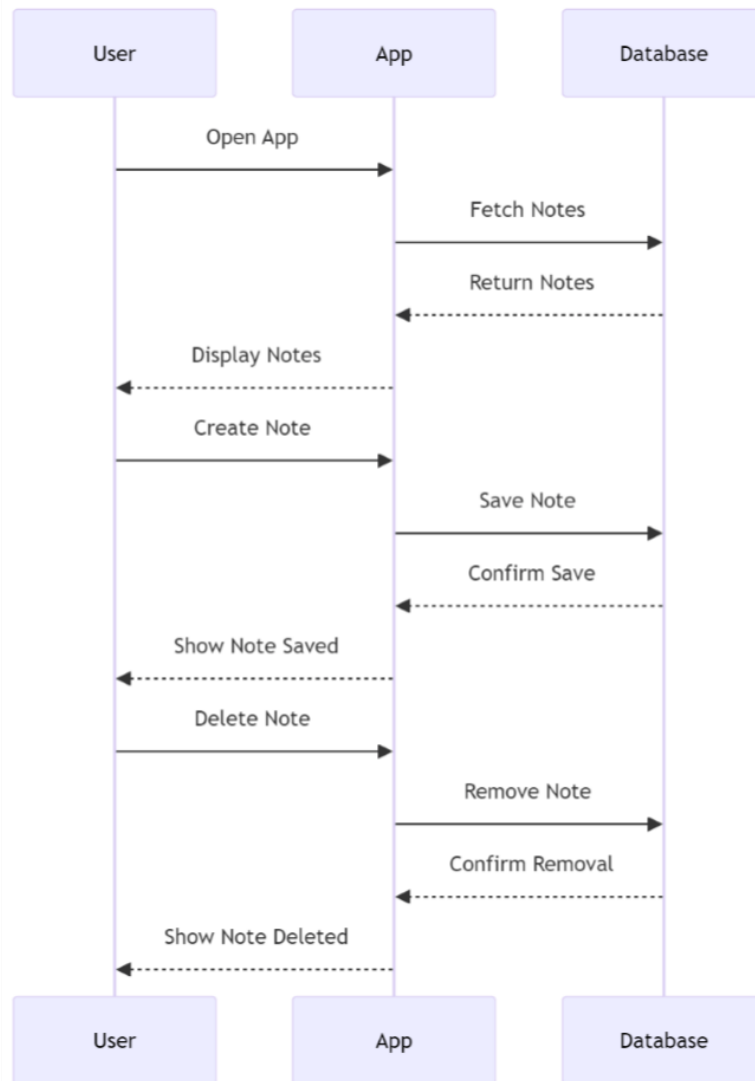 User
App
Database
Open App
Fetch Notes
Return Notes
Display Notes
Create Note
Save Note
Confirm Save
Show Note Saved
Delete Note
Remove Note
Confirm Removal
Show Note Deleted
User
App
Database